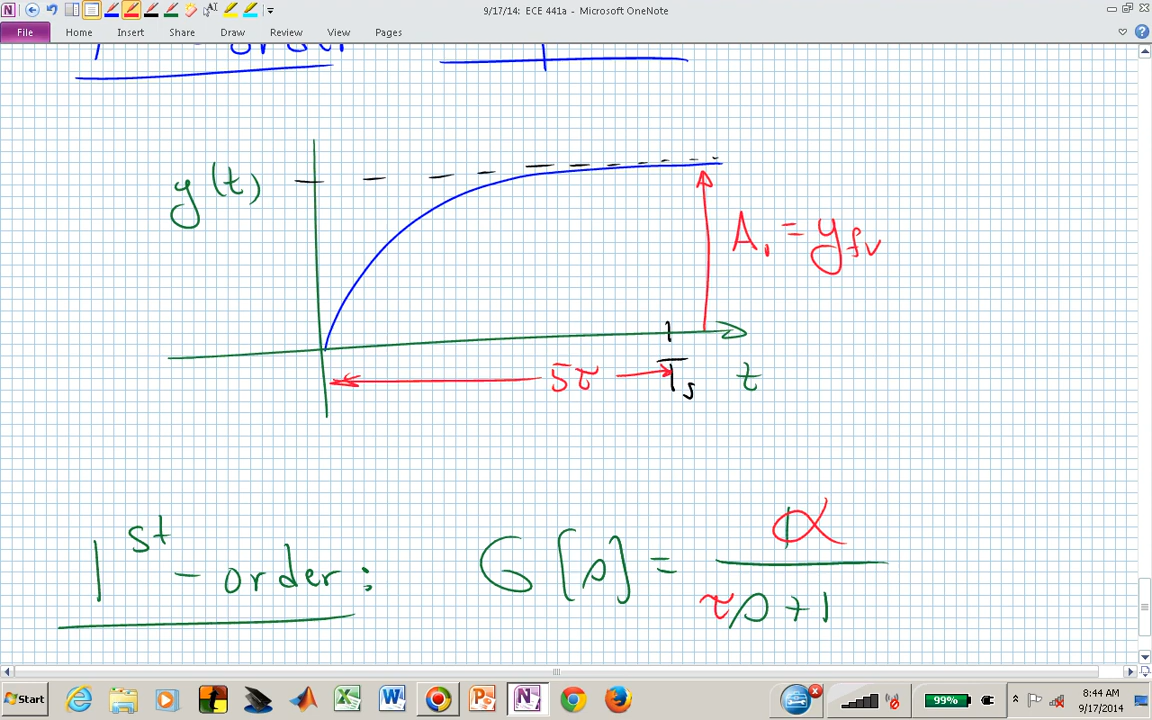 9/17/14: ECE 441a - Microsoft OneNote
File Home Insert Share Draw Review View Pages
y(t)
A₁ = y_fv
5τ
T_s t
1st-order: G[s] = α / τs+1
Start
99%
8:44 AM
9/17/2014